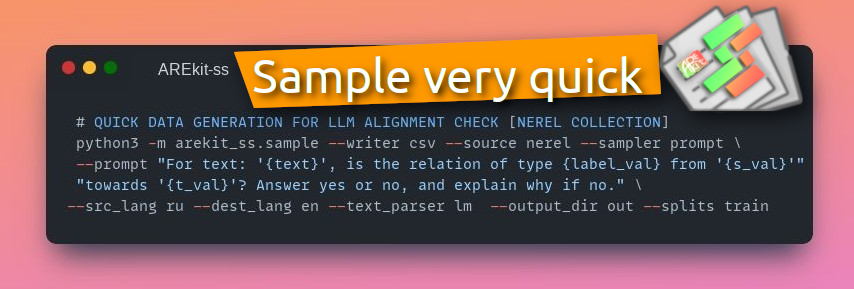 AREkit-ss
Sample very quick
# QUICK DATA GENERATION FOR LLM ALIGNMENT CHECK [NEREL COLLECTION]
python3 -m arekit_ss.sample --writer csv --source nerel --sampler prompt \
--prompt "For text: '{text}', is the relation of type {label_val} from '{s_val}'"
"towards '{t_val}'? Answer yes or no, and explain why if no." \
--src_lang ru --dest_lang en --text_parser lm  --output_dir out --splits train